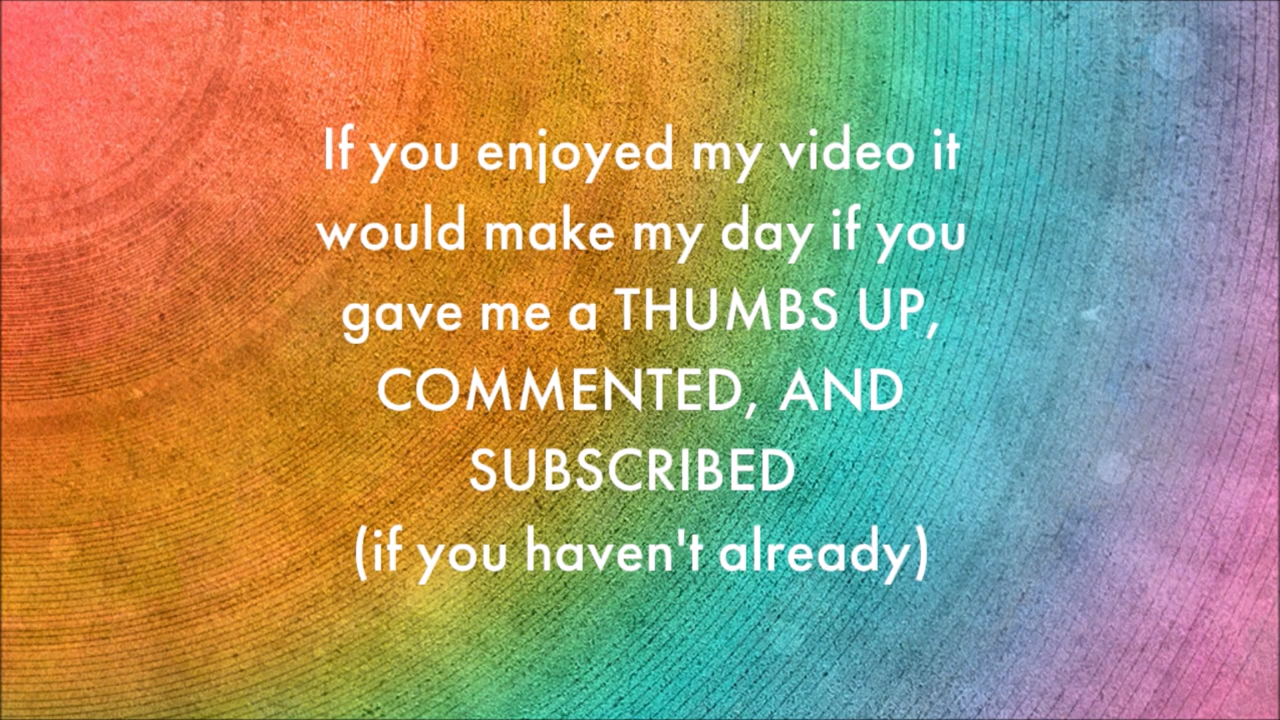 If you enjoyed my video it
would make my day if you
gave me a THUMBS UP,
COMMENTED, AND
SUBSCRIBED
(if you haven't already)